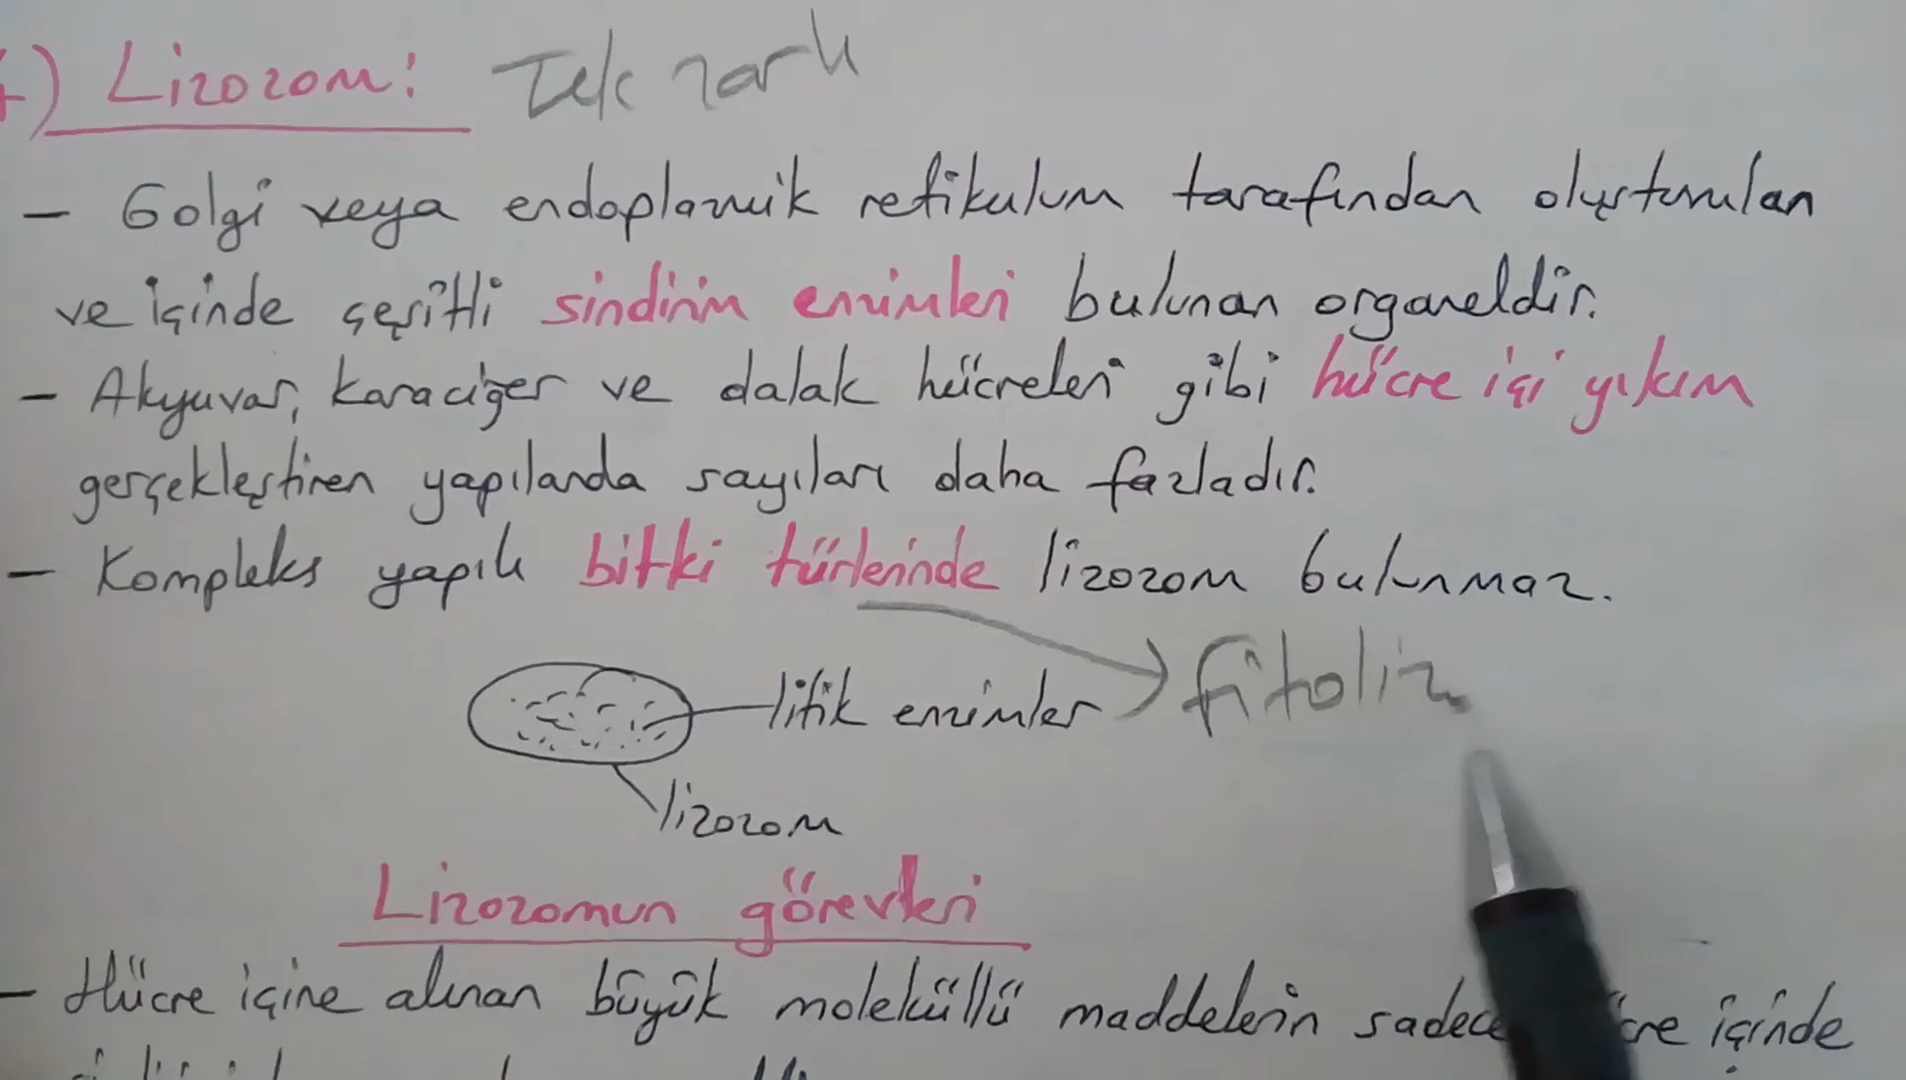 ) Lizozom: Tek zarlı
- Golgi veya endoplazmik retikulum tarafından oluşturulan
ve içinde çeşitli sindirim enzimleri bulunan organeldir.
- Akyuvar, karaciğer ve dalak hücreleri gibi hücre içi yıkım
gerçekleştiren yapılarda sayıları daha fazladır.
- Kompleks yapılı bitki türlerinde lizozom bulunmaz.
litik enzimler fitoliz
lizozom
Lizozomun görevleri
- Hücre içine alınan büyük moleküllü maddelerin sadece içinde